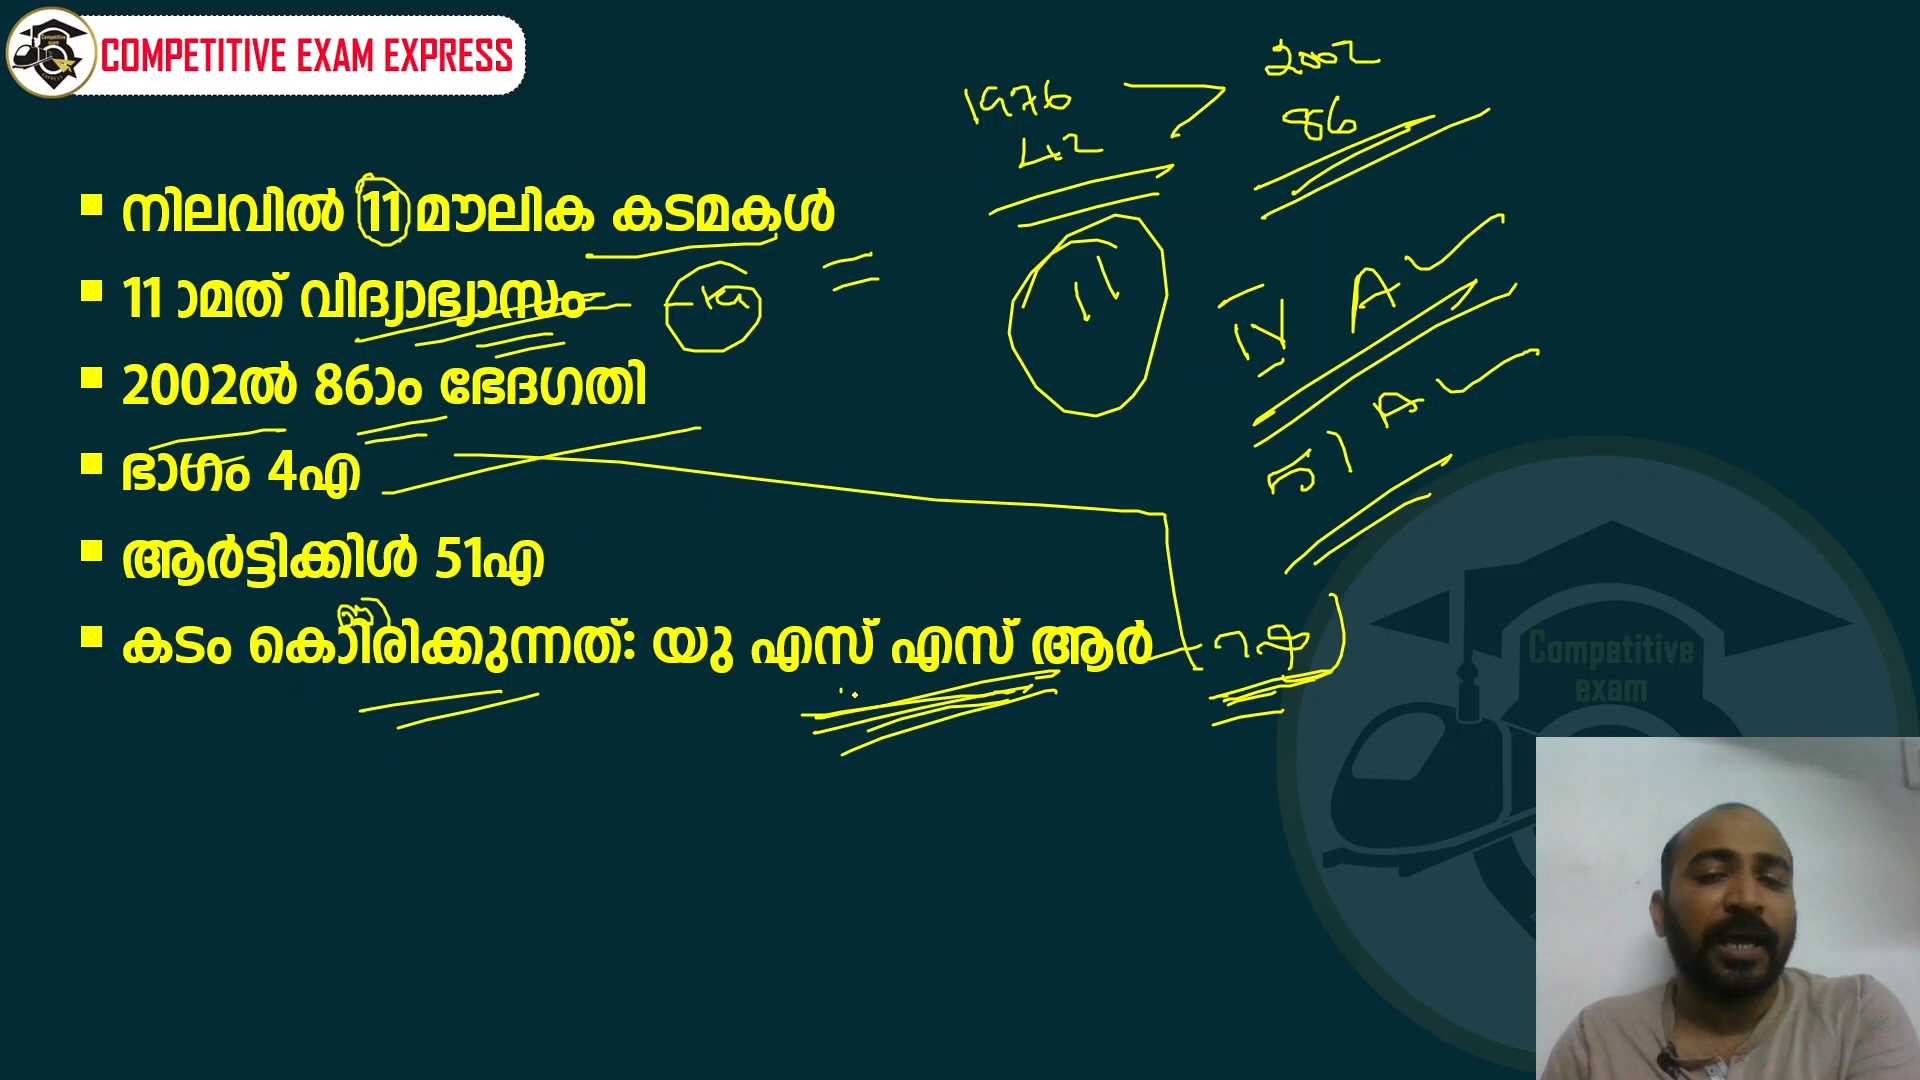 COMPETITIVE EXAM EXPRESS
1976
42
2002
86
നിലവിൽ 11 മൗലിക കടമകൾ
11 ാമത് വിദ്യാഭ്യാസം
11
IV A
2002ൽ 86ാം ഭേദഗതി
51 A
ഭാഗം 4എ
ആർട്ടിക്കിൾ 51എ
കടം കൊിരിക്കുന്നത്: യു എസ് എസ് ആർ
Competitive
exam